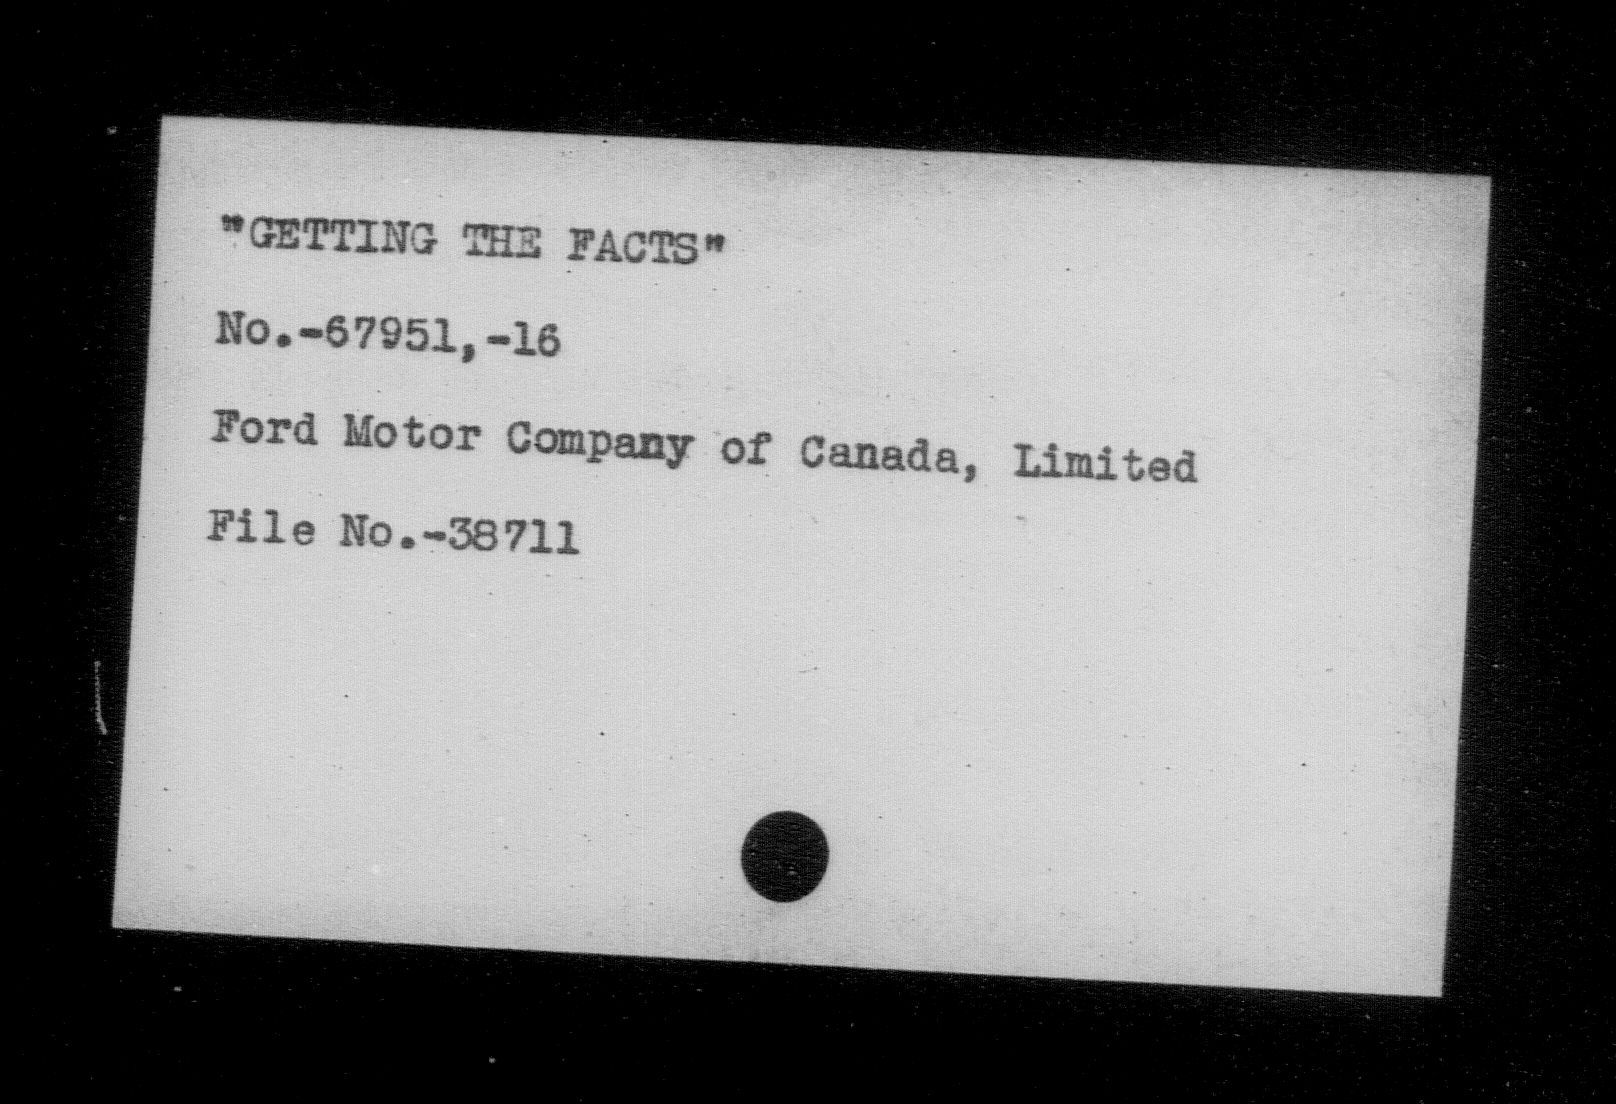 "GETTING THE FACTS"
No.-67951,-16
Ford Motor Company of Canada, Limited
File No.-38711